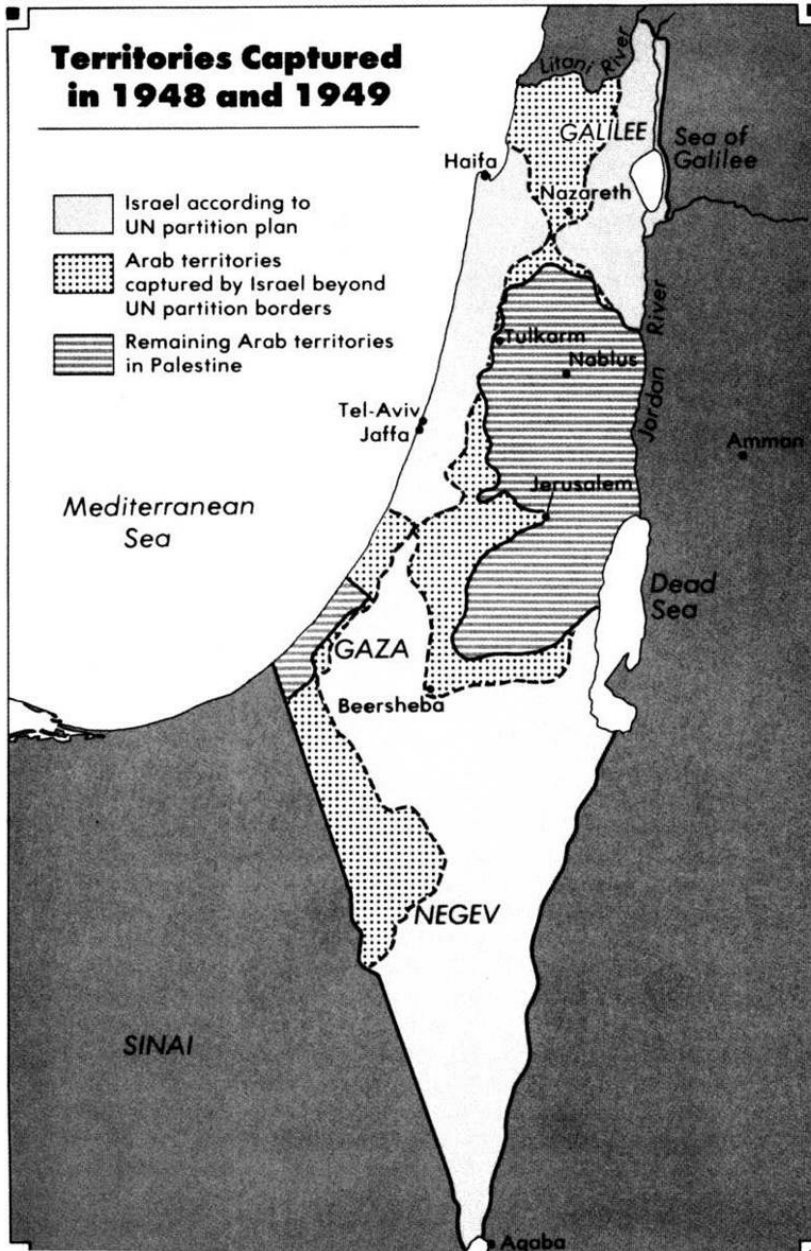 Territories Captured
in 1948 and 1949
Israel according to
UN partition plan
Arab territories
captured by Israel beyond
UN partition borders
Remaining Arab territories
in Palestine
Litani River
GALILEE
Sea of
Galilee
Haifa
Nazareth
Tulkarm
Nablus
Jordan River
Tel-Aviv
Jaffa
Amman
Mediterranean
Sea
Jerusalem
Dead
Sea
GAZA
Beersheba
NEGEV
SINAI
Aqaba